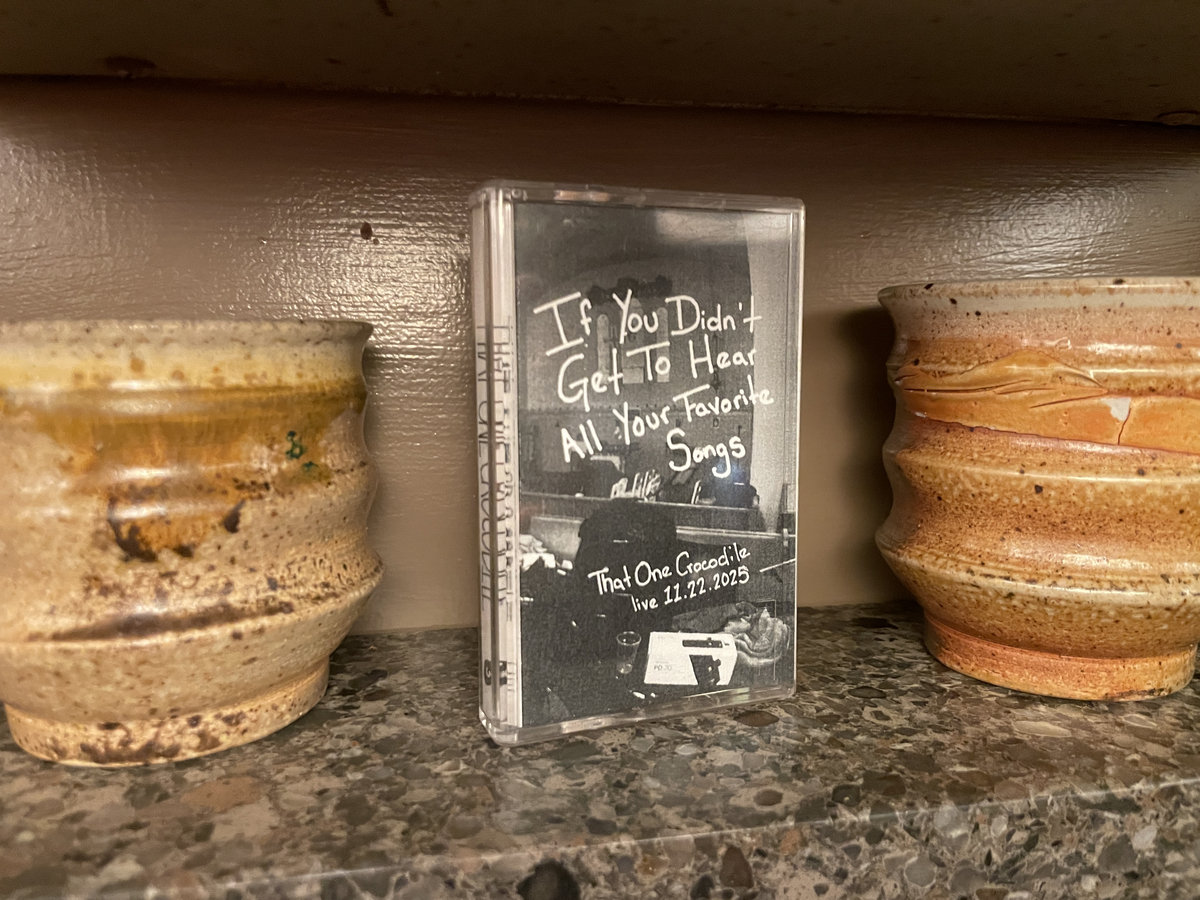 If You Didn't
Get To Hear
All Your Favorite
Songs
That One Crocodile
live 11.22.2025